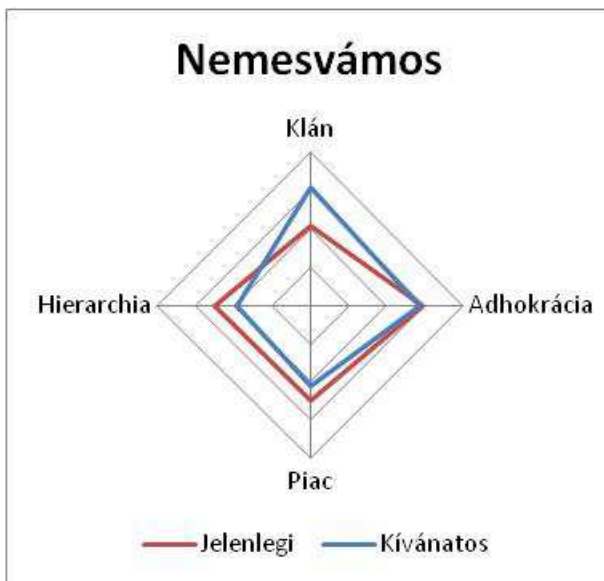 Nemesvámos
Klán
Hierarchia
Adhokrácia
Piac
Jelenlegi
Kívánatos